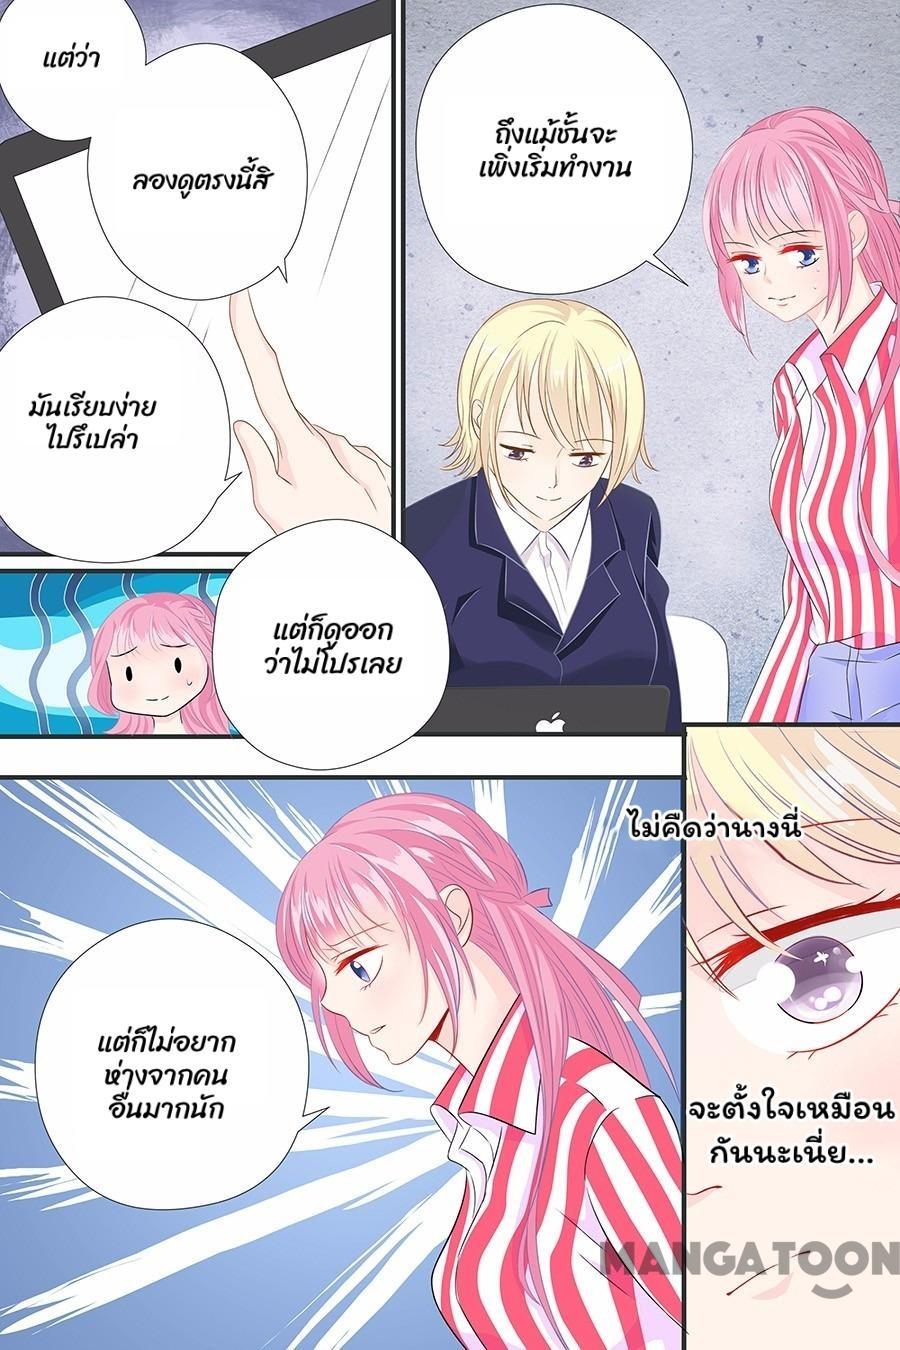 แต่ว่า
ลองดูตรงนี้สิ
มันเรียบง่าย
ไปรึเปล่า
ถึงแม้ชั้นจะ
เพิ่งเริ่มทำงาน
แต่ก็ดูออก
ว่าไม่โปรเลย
แต่ก็ไม่อยาก
ห่างจากคน
อื่นมากนัก
ไม่คืดว่านางนี่
จะตั้งใจเหมือน
กันนะเนี่ย...
MANGATOON